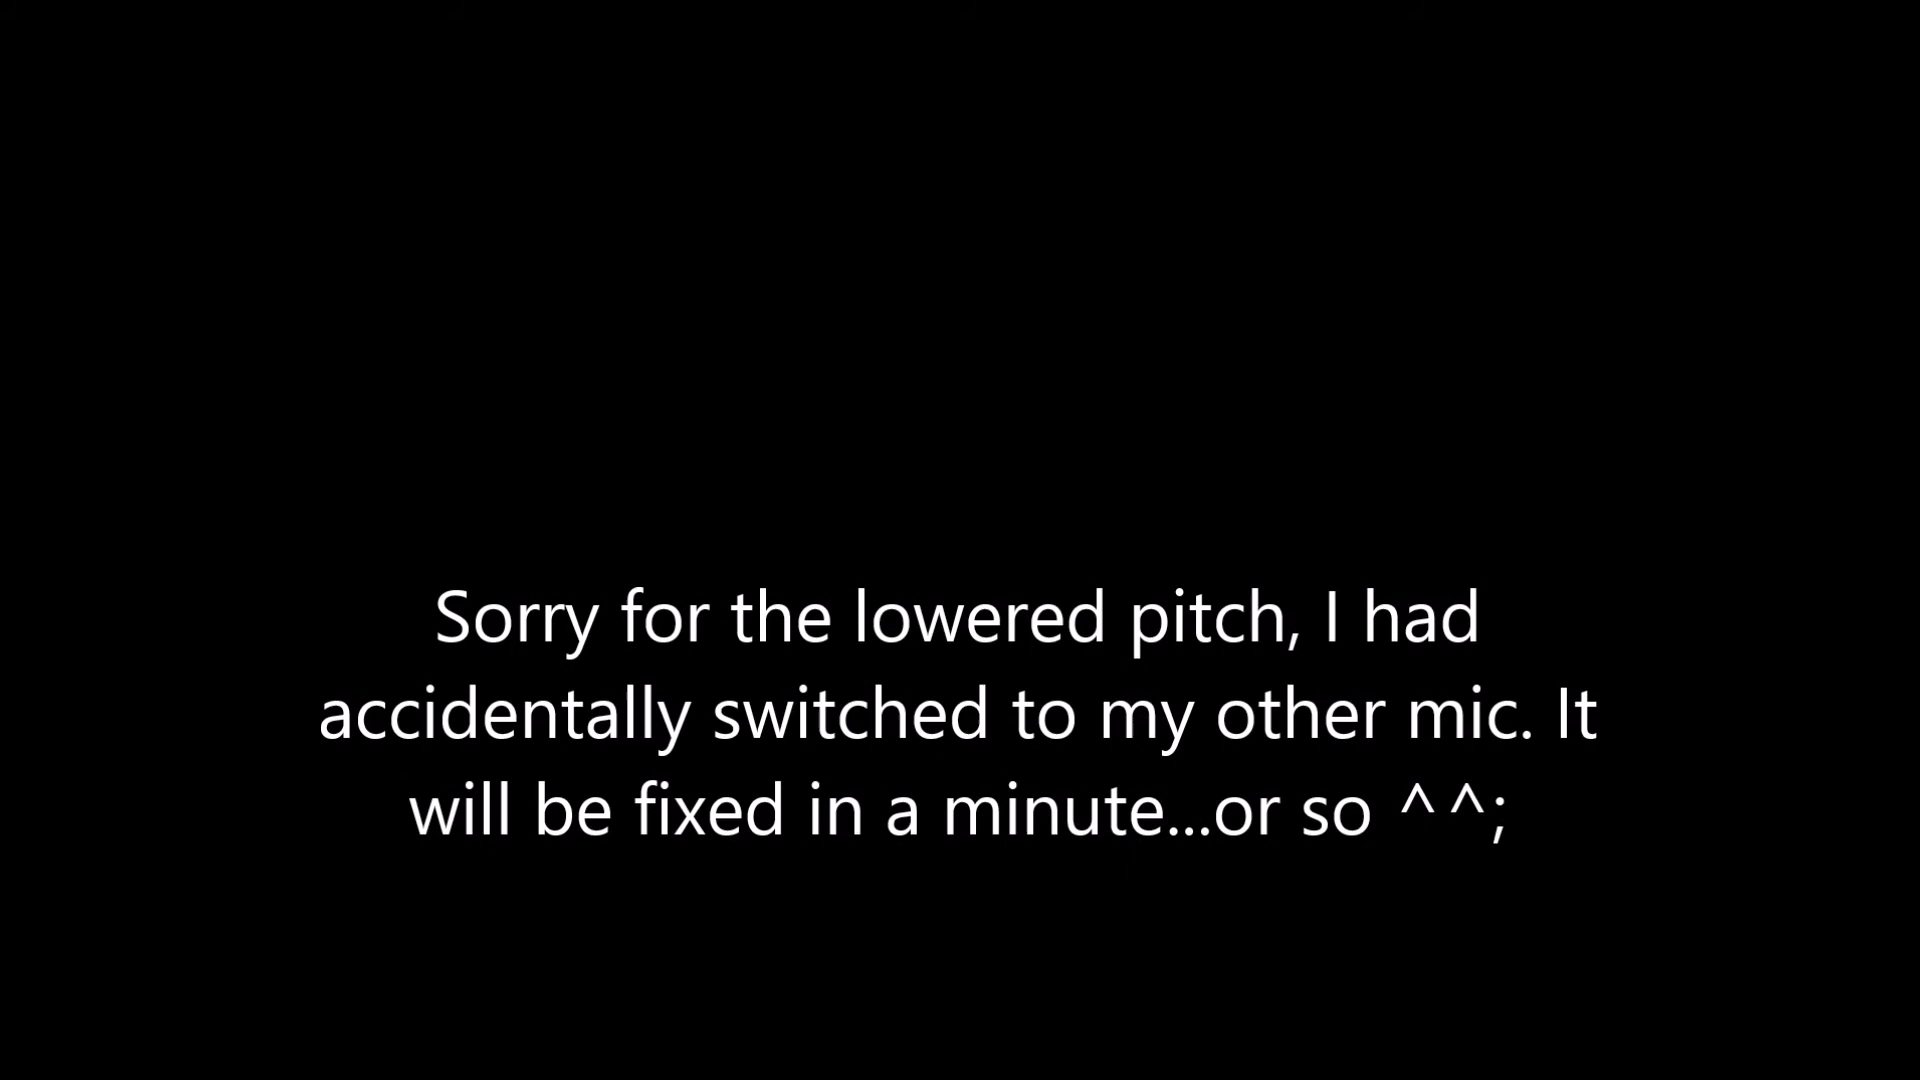 Sorry for the lowered pitch, I had
accidentally switched to my other mic. It
will be fixed in a minute...or so ^^;